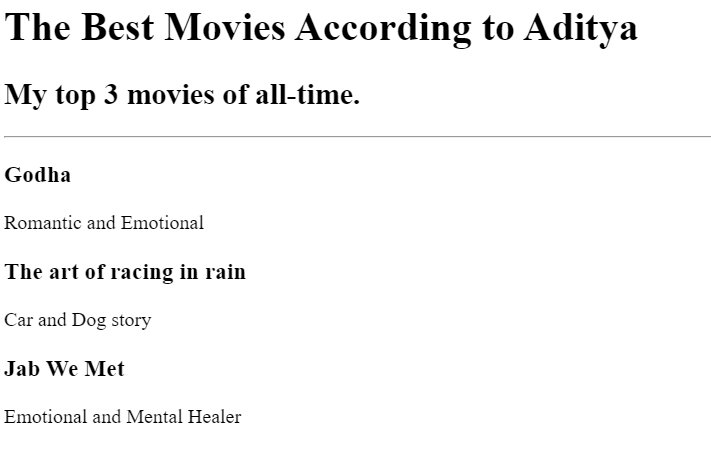 The Best Movies According to Aditya
My top 3 movies of all-time.
Godha
Romantic and Emotional
The art of racing in rain
Car and Dog story
Jab We Met
Emotional and Mental Healer